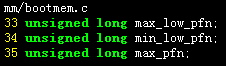 mm/bootmem.c
33 unsigned long max_low_pfn;
34 unsigned long min_low_pfn;
35 unsigned long max_pfn;